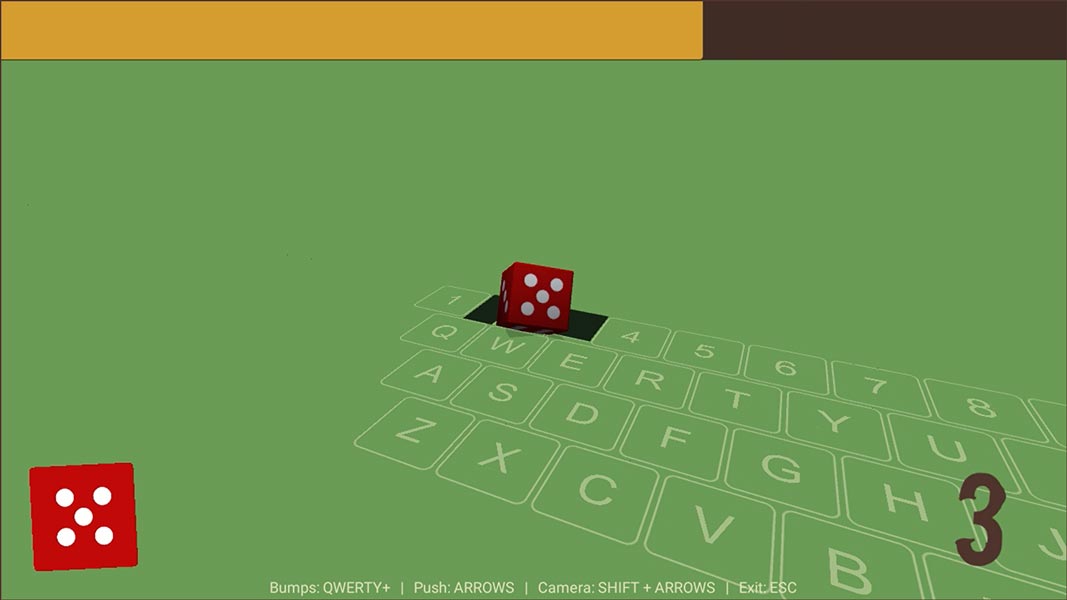 1 4 5 6 7 8
Q W E R T Y U
A S D F G H J
Z X C V B
3
Bumps: QWERTY+ | Push: ARROWS | Camera: SHIFT + ARROWS | Exit: ESC